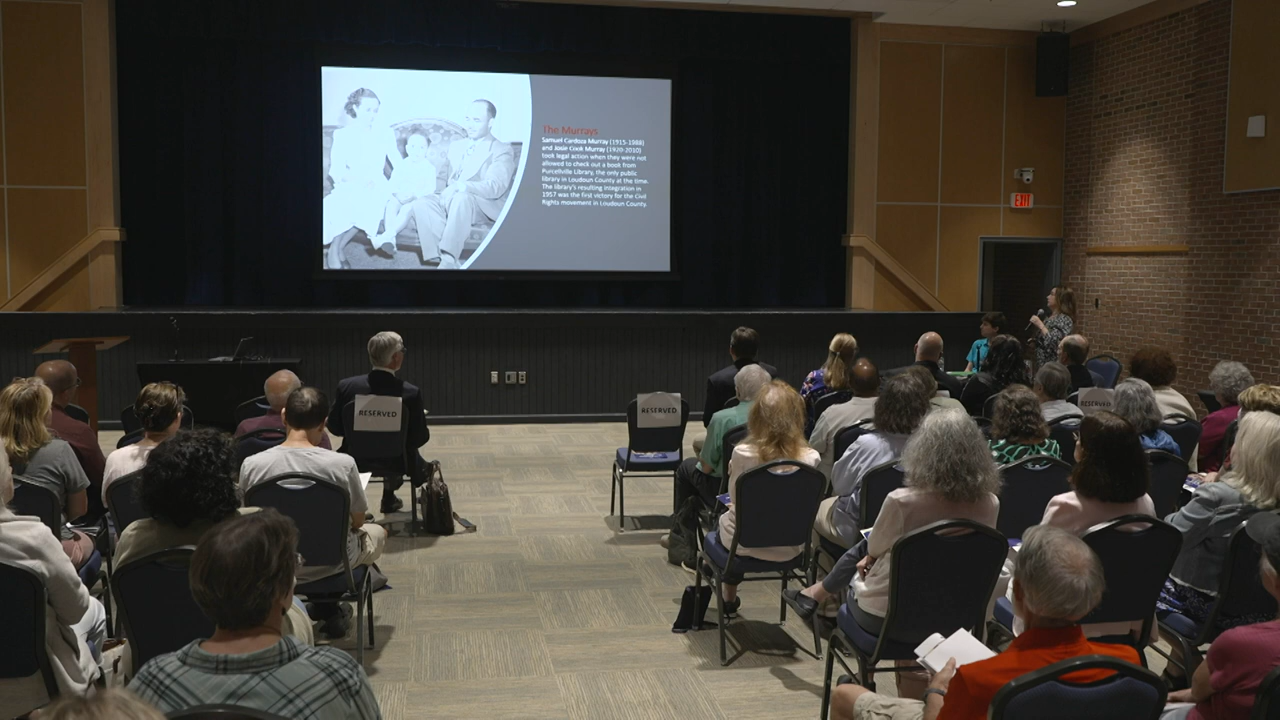 The Murrays
Samuel Cardoza Murray (1915-1988)
and Josie Cook Murray (1920-2010)
took legal action when they were not
allowed to check out a book from
Purcellville Library, the only public
library in Loudoun County at the time.
The library's resulting integration in
1957 was the first victory for the Civil
Rights movement in Loudoun County.
EXIT
RESERVED
RESERVED
RESERVED